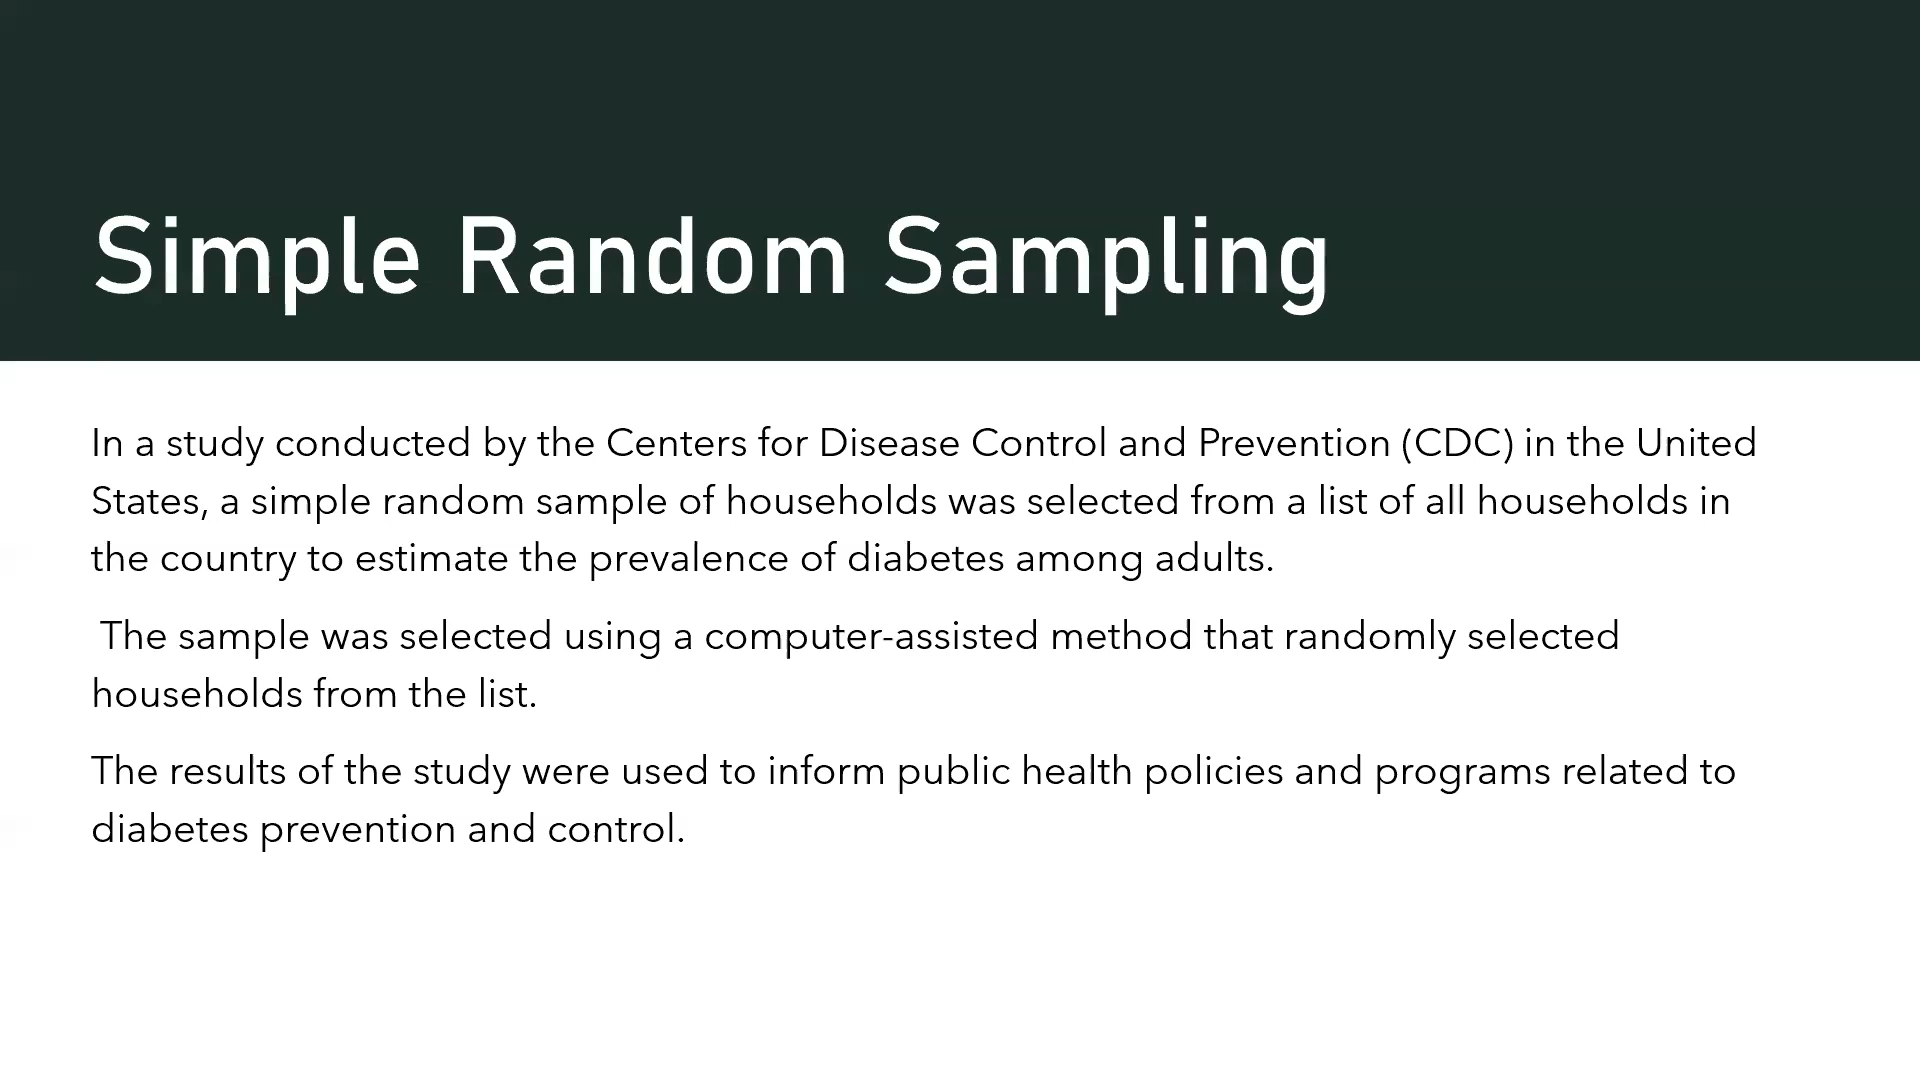 Simple Random Sampling
In a study conducted by the Centers for Disease Control and Prevention (CDC) in the United
States, a simple random sample of households was selected from a list of all households in
the country to estimate the prevalence of diabetes among adults.
The sample was selected using a computer-assisted method that randomly selected
households from the list.
The results of the study were used to inform public health policies and programs related to
diabetes prevention and control.